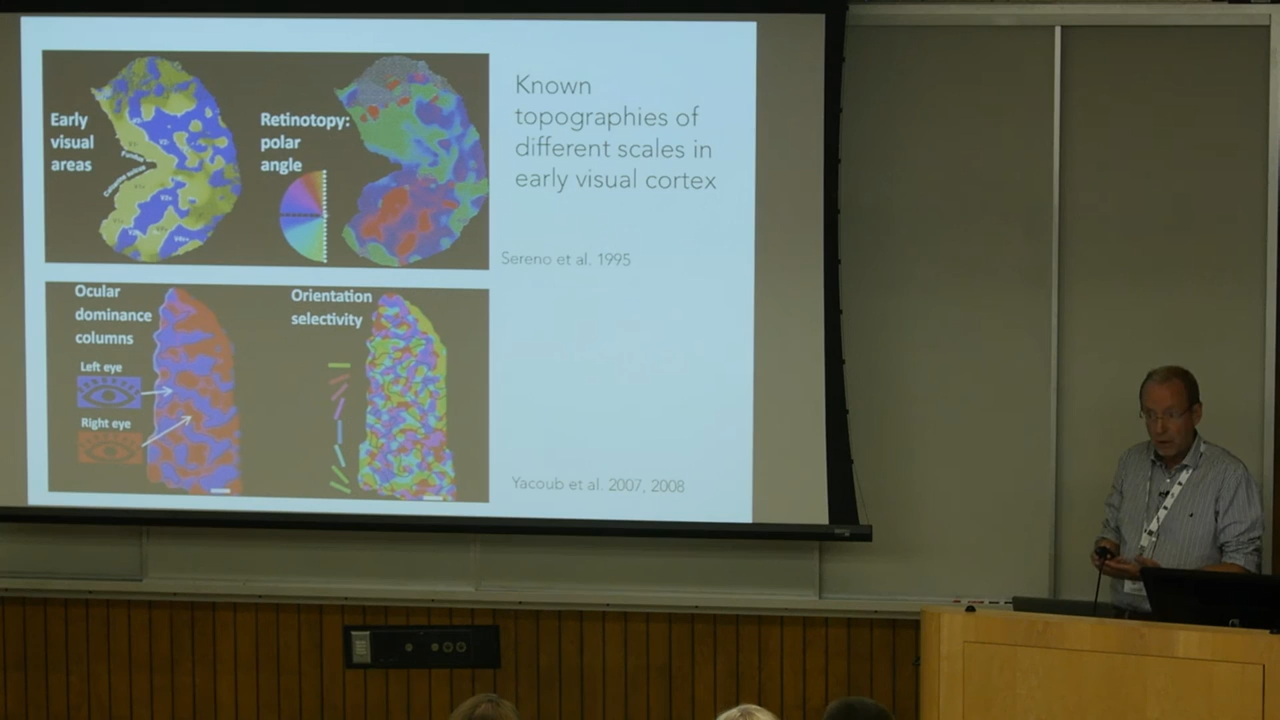 Known
topographies of
different scales in
early visual cortex
Early
visual
areas
Retinotopy:
polar
angle
Sereno et al. 1995
Ocular
dominance
columns
Left eye
Right eye
Orientation
selectivity
Yacoub et al. 2007, 2008